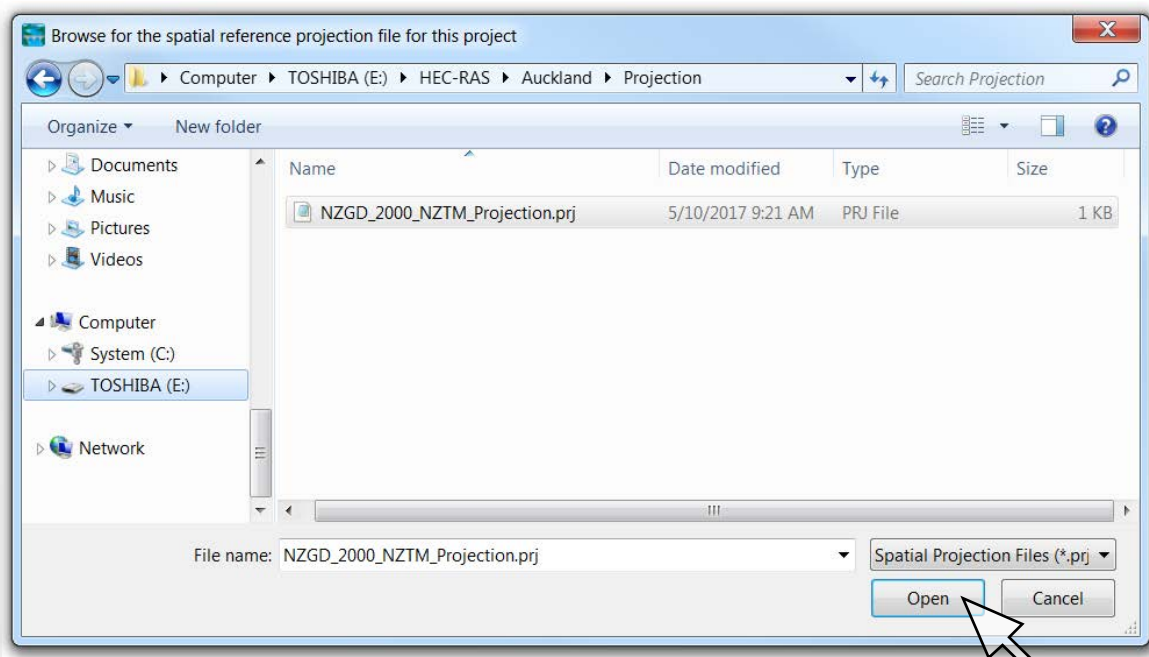 Browse for the spatial reference projection file for this project
Computer TOSHIBA (E:) HEC-RAS Auckland Projection Search Projection
Organize New folder
Documents
Music
Pictures
Videos
Computer
System (C:)
TOSHIBA (E:)
Network
Name Date modified Type Size
NZGD_2000_NZTM_Projection.prj 5/10/2017 9:21 AM PRJ File 1 KB
File name: NZGD_2000_NZTM_Projection.prj Spatial Projection Files (*.prj
Open Cancel